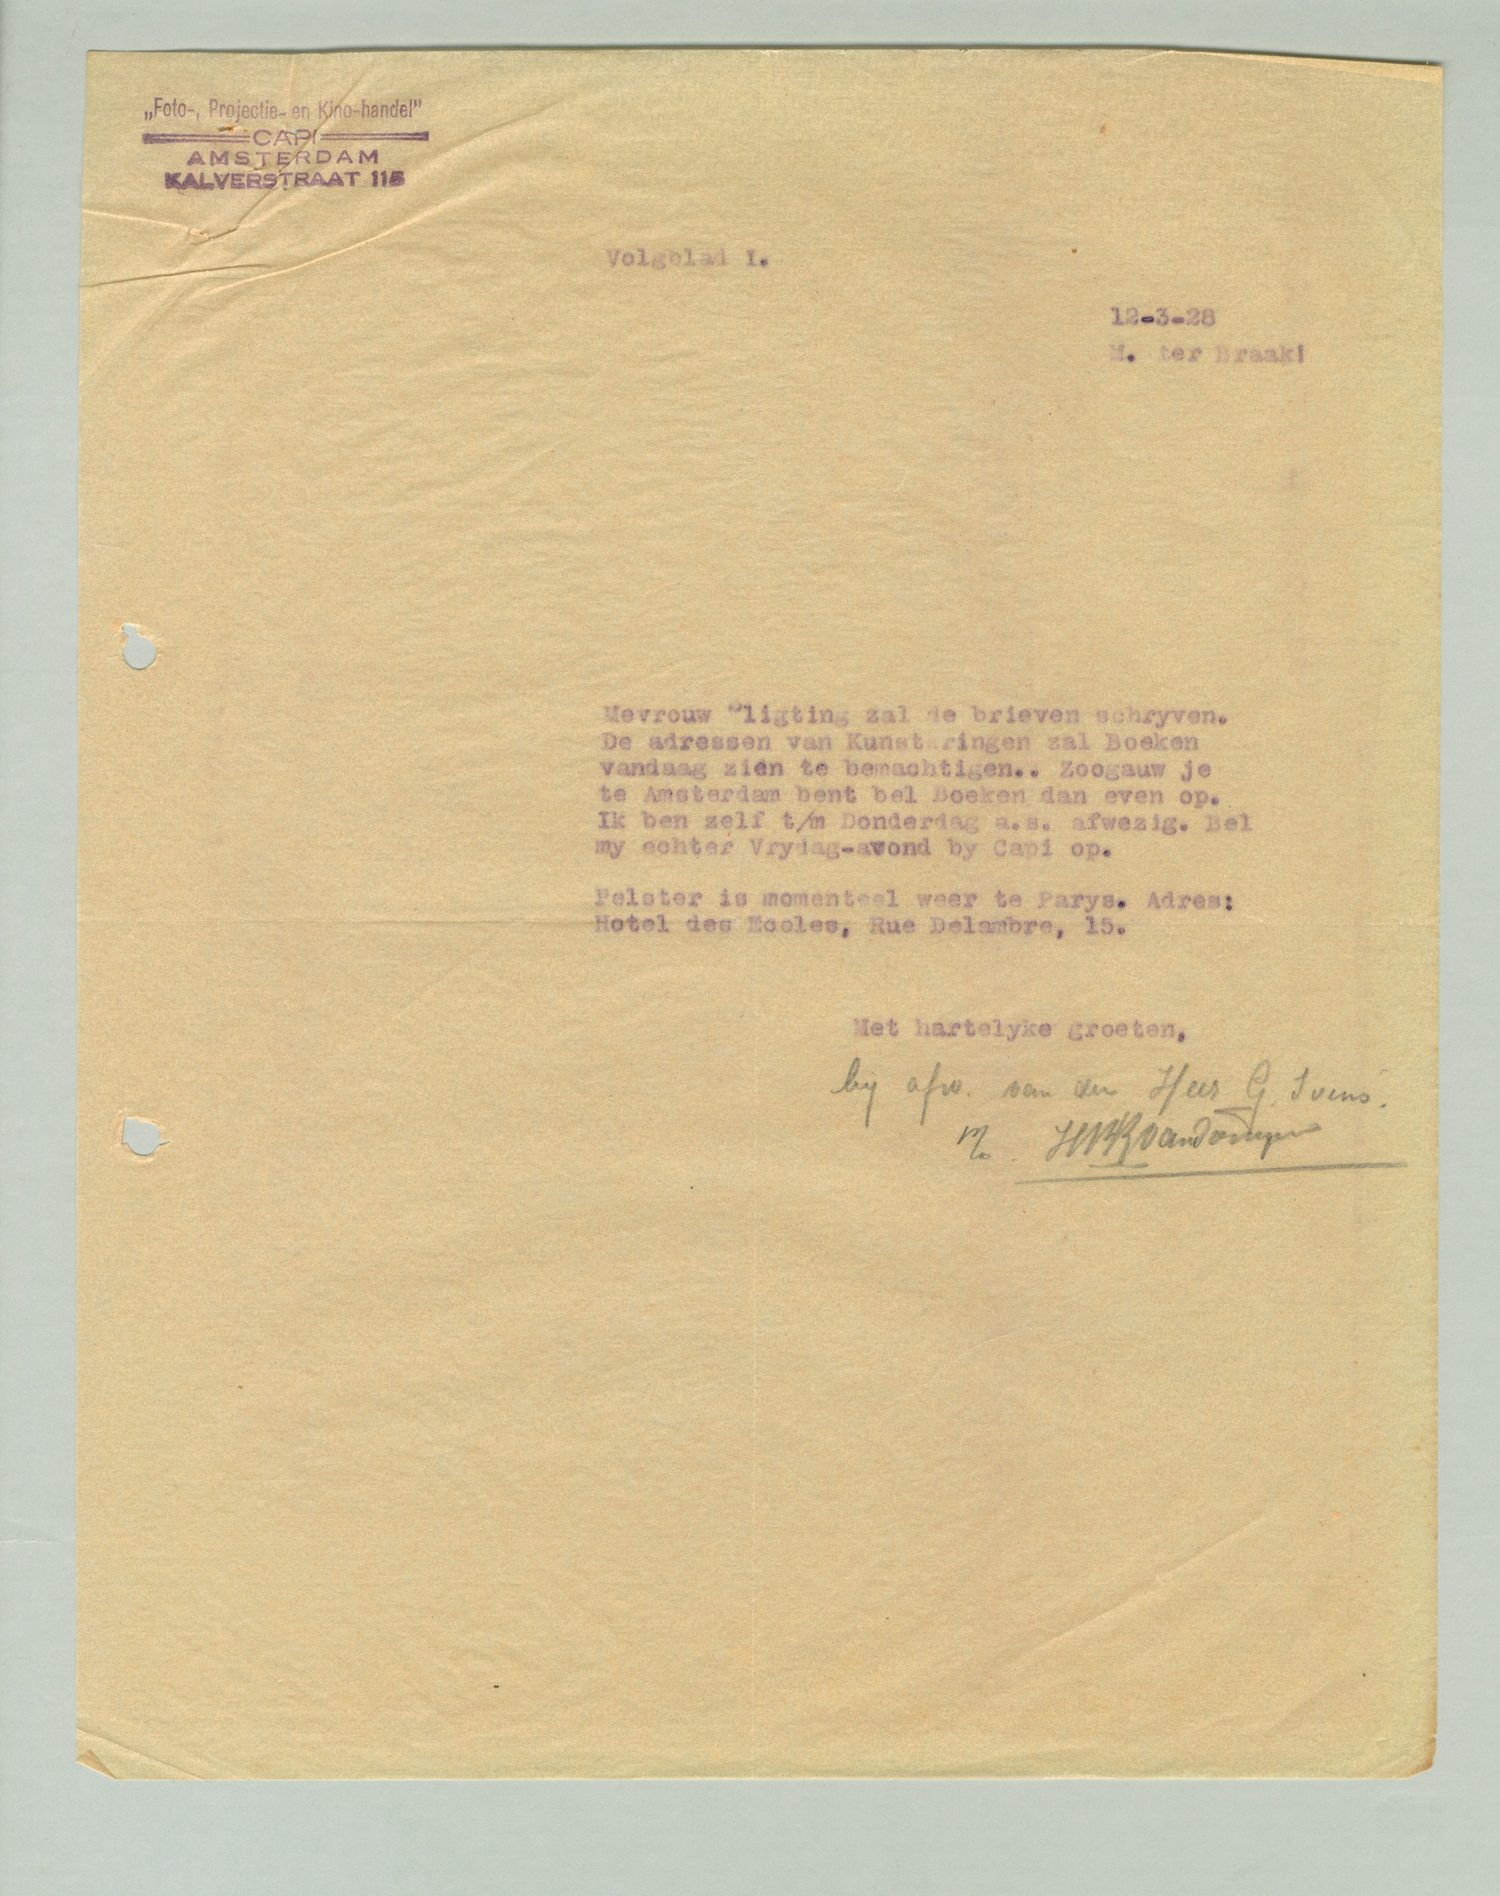 „Foto-, Projectie- en Kino-handel”
CAPI
AMSTERDAM
KALVERSTRAAT 115
Volgblad I.
12-3-28
M. ter Braak!
Mevrouw ligting zal de brieven schryven.
De adressen van Kunstkringen zal Boeken
vandaag zien te bemachtigen.. Zoogauw je
te Amsterdam bent bel Boeken dan even op.
Ik ben zelf t/m Donderdag a.s. afwezig. Bel
my echter Vrydag-avond by Capi op.
Pelster is momenteel weer te Parys. Adres:
Hotel des Ecoles, Rue Delambre, 15.
Met hartelyke groeten,
bij afw. van den Heer G. Ivens.